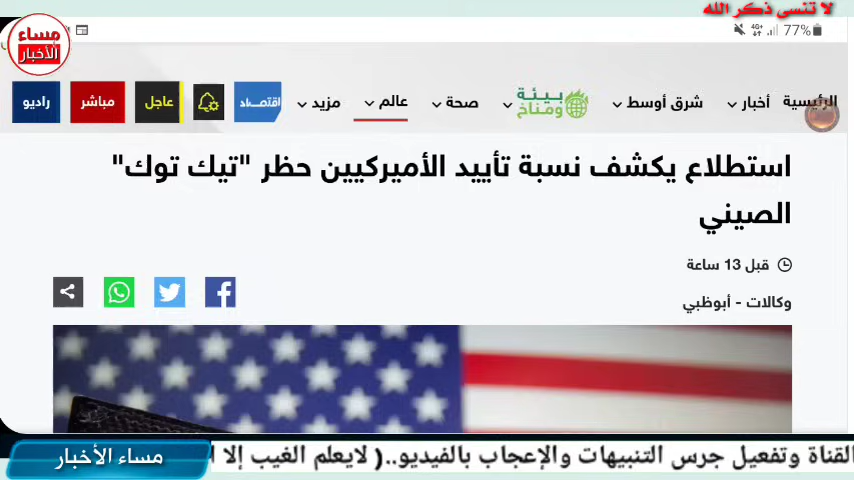 لا تنسى ذكر الله
77%
4G+
مساء
الأخبار
الرئيسية أخبار شرق أوسط بيئة ومناخ صحة عالم مزيد اقتصاد عاجل مباشر راديو
استطلاع يكشف نسبة تأييد الأميركيين حظر "تيك توك"
الصيني
قبل 13 ساعة
وكالات - أبوظبي
القناة وتفعيل جرس التنبيهات والإعجاب بالفيديو..( لايعلم الغيب إلا ا
مساء الأخبار